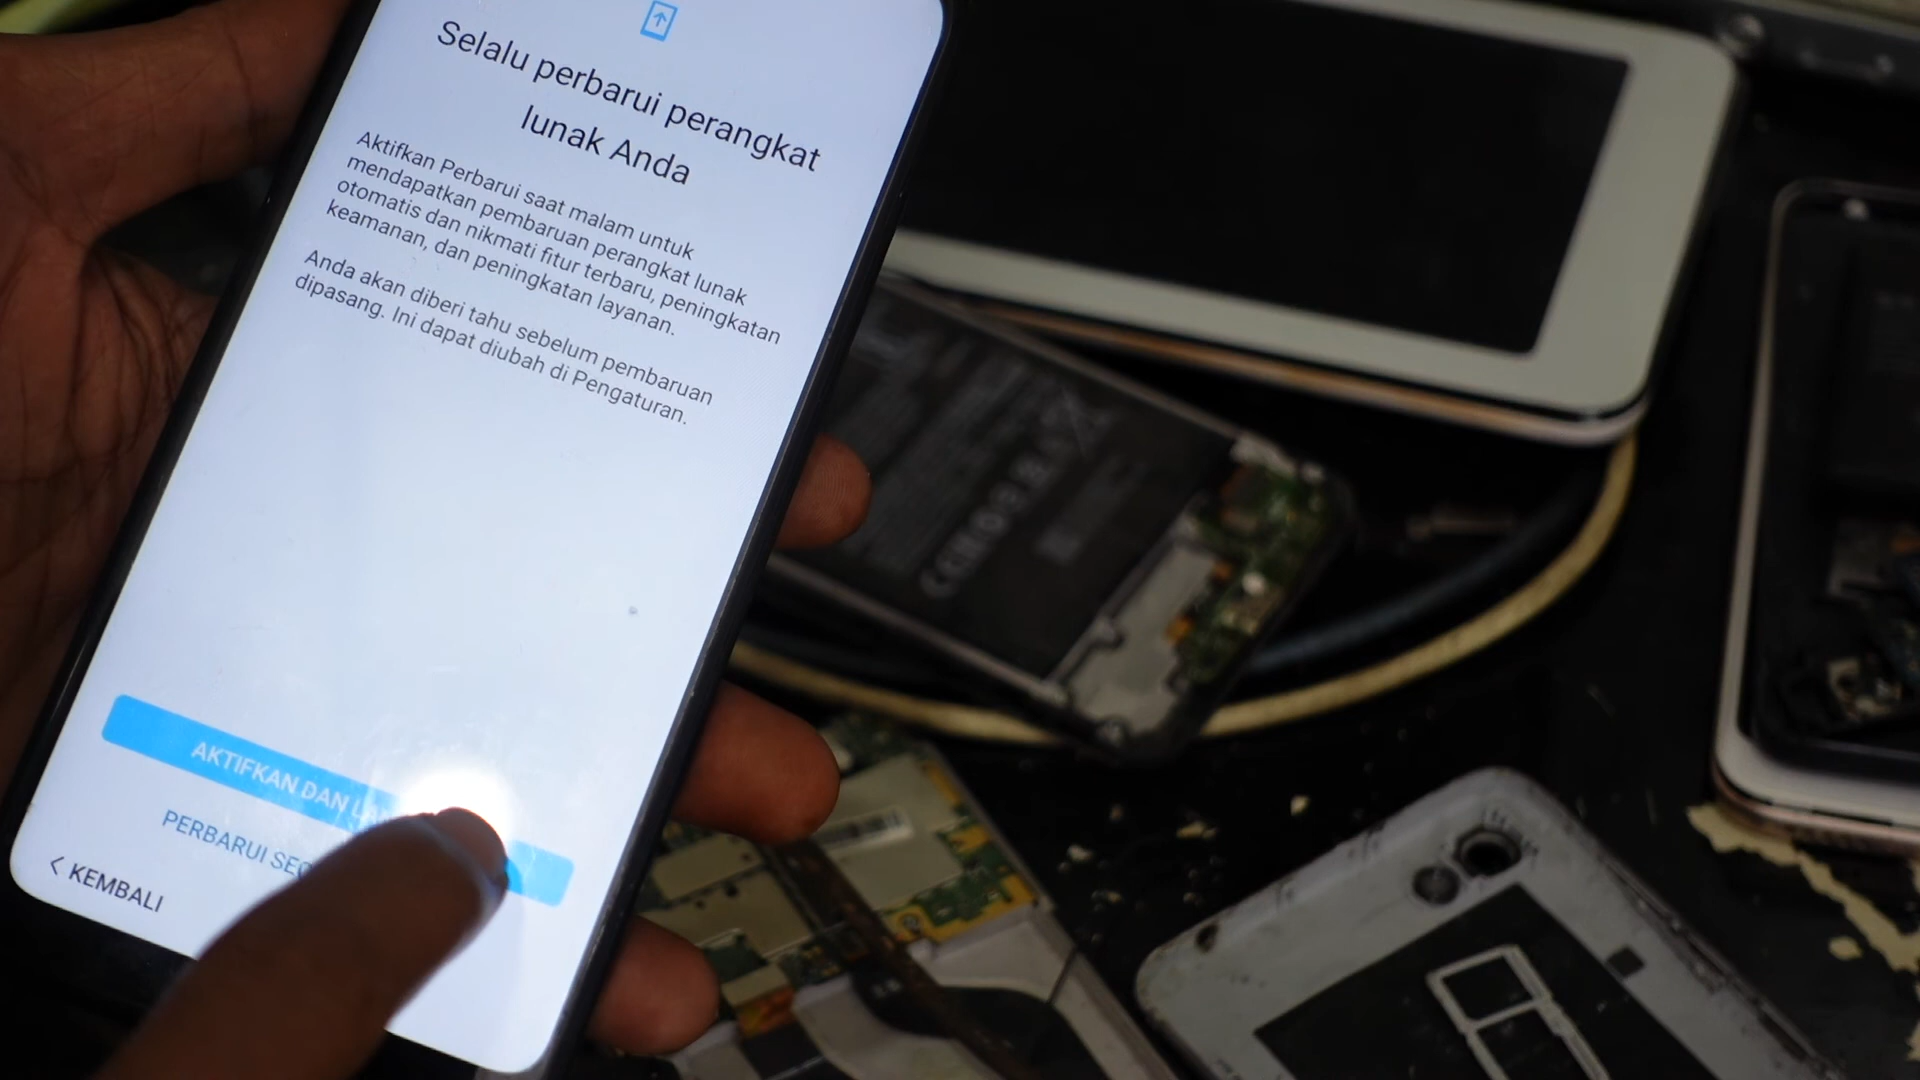 Selalu perbarui perangkat
lunak Anda
Aktifkan Perbarui saat malam untuk
mendapatkan pembaruan perangkat lunak
otomatis dan nikmati fitur terbaru, peningkatan
keamanan, dan peningkatan layanan.
Anda akan diberi tahu sebelum pembaruan
dipasang. Ini dapat diubah di Pengaturan.
AKTIFKAN DAN
PERBARUI
< KEMBALI